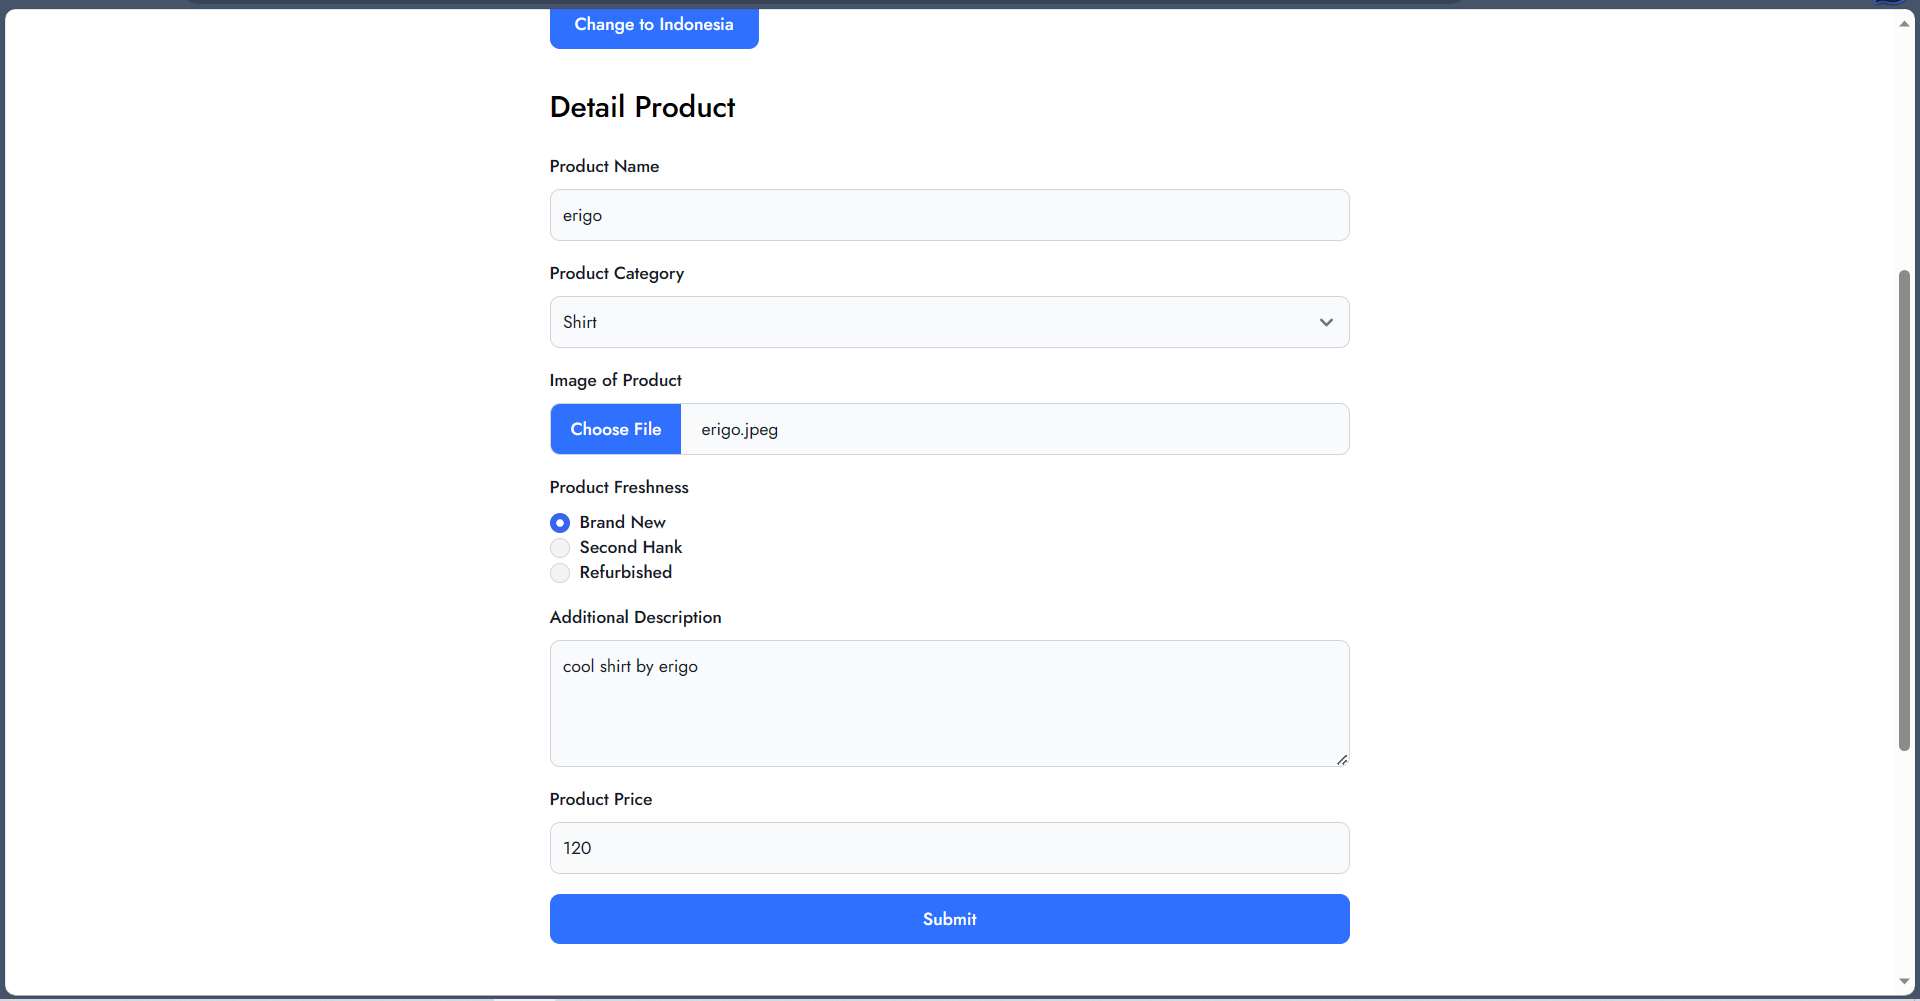 Change to Indonesia
Detail Product
Product Name
erigo
Product Category
Shirt
Image of Product
Choose File erigo.jpeg
Product Freshness
Brand New
Second Hank
Refurbished
Additional Description
cool shirt by erigo
Product Price
120
Submit